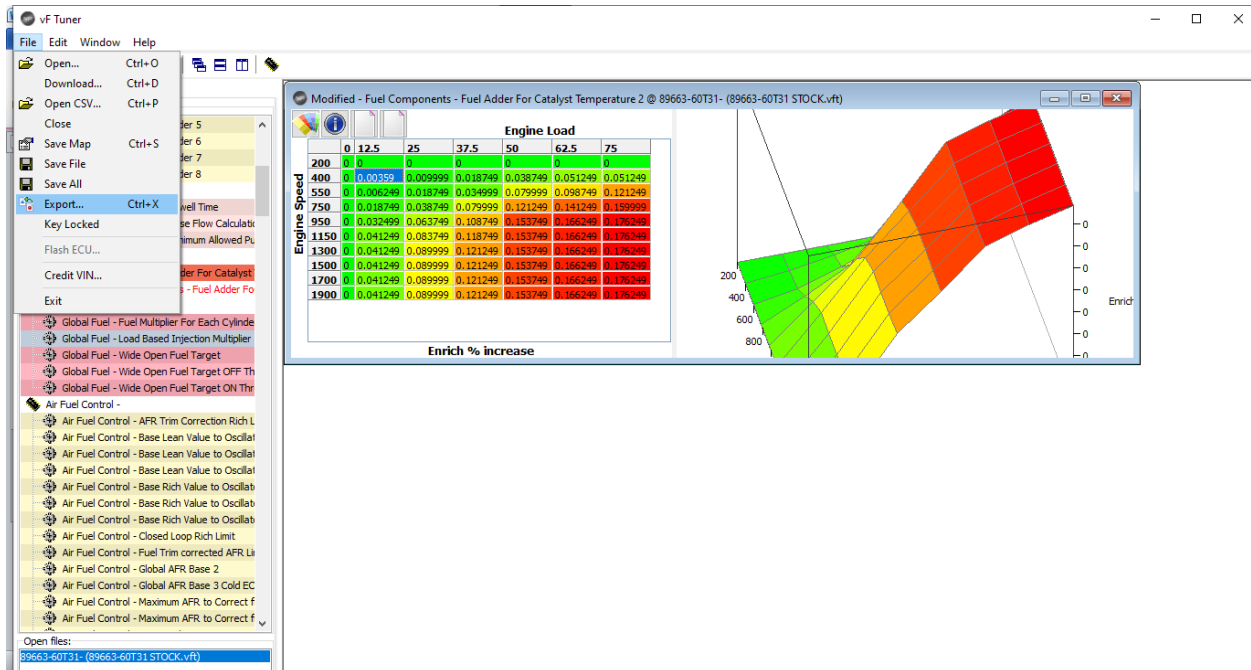 vF Tuner
File Edit Window Help
Open... Ctrl+O
Download... Ctrl+D
Open CSV... Ctrl+P
Close
Save Map Ctrl+S
Save File
Save All
Export... Ctrl+X
Key Locked
Flash ECU...
Credit VIN...
Exit
der 5
der 6
der 7
der 8
well Time
se Flow Calculatio
nimum Allowed Pu
der For Catalyst
s - Fuel Adder Fo
Global Fuel - Fuel Multiplier For Each Cylinde
Global Fuel - Load Based Injection Multiplier
Global Fuel - Wide Open Fuel Target
Global Fuel - Wide Open Fuel Target OFF Th
Global Fuel - Wide Open Fuel Target ON Thr
Air Fuel Control -
Air Fuel Control - AFR Trim Correction Rich L
Air Fuel Control - Base Lean Value to Oscillat
Air Fuel Control - Base Lean Value to Oscillat
Air Fuel Control - Base Lean Value to Oscillat
Air Fuel Control - Base Rich Value to Oscillat
Air Fuel Control - Base Rich Value to Oscillat
Air Fuel Control - Base Rich Value to Oscillat
Air Fuel Control - Closed Loop Rich Limit
Air Fuel Control - Fuel Trim corrected AFR Li
Air Fuel Control - Global AFR Base 2
Air Fuel Control - Global AFR Base 3 Cold EC
Air Fuel Control - Maximum AFR to Correct f
Air Fuel Control - Maximum AFR to Correct f
Open files:
89663-60T31- (89663-60T31 STOCK.vft)
Modified - Fuel Components - Fuel Adder For Catalyst Temperature 2 @ 89663-60T31- (89663-60T31 STOCK.vft)
Engine Load
0 12.5 25 37.5 50 62.5 75
200 0 0 0 0 0 0 0
400 0 0.00359 0.009999 0.018749 0.038749 0.051249 0.051249
550 0 0.006249 0.018749 0.034999 0.079999 0.098749 0.121249
750 0 0.018749 0.038749 0.079999 0.121249 0.141249 0.159999
950 0 0.032499 0.063749 0.108749 0.153749 0.166249 0.176249
1150 0 0.041249 0.083749 0.118749 0.153749 0.166249 0.176249
1300 0 0.041249 0.089999 0.121249 0.153749 0.166249 0.176249
1500 0 0.041249 0.089999 0.121249 0.153749 0.166249 0.176249
1700 0 0.041249 0.089999 0.121249 0.153749 0.166249 0.176249
1900 0 0.041249 0.089999 0.121249 0.153749 0.166249 0.176249
Engine Speed
Enrich % increase
200
400
600
800
0
0
0
0
0
0
0
Enrich